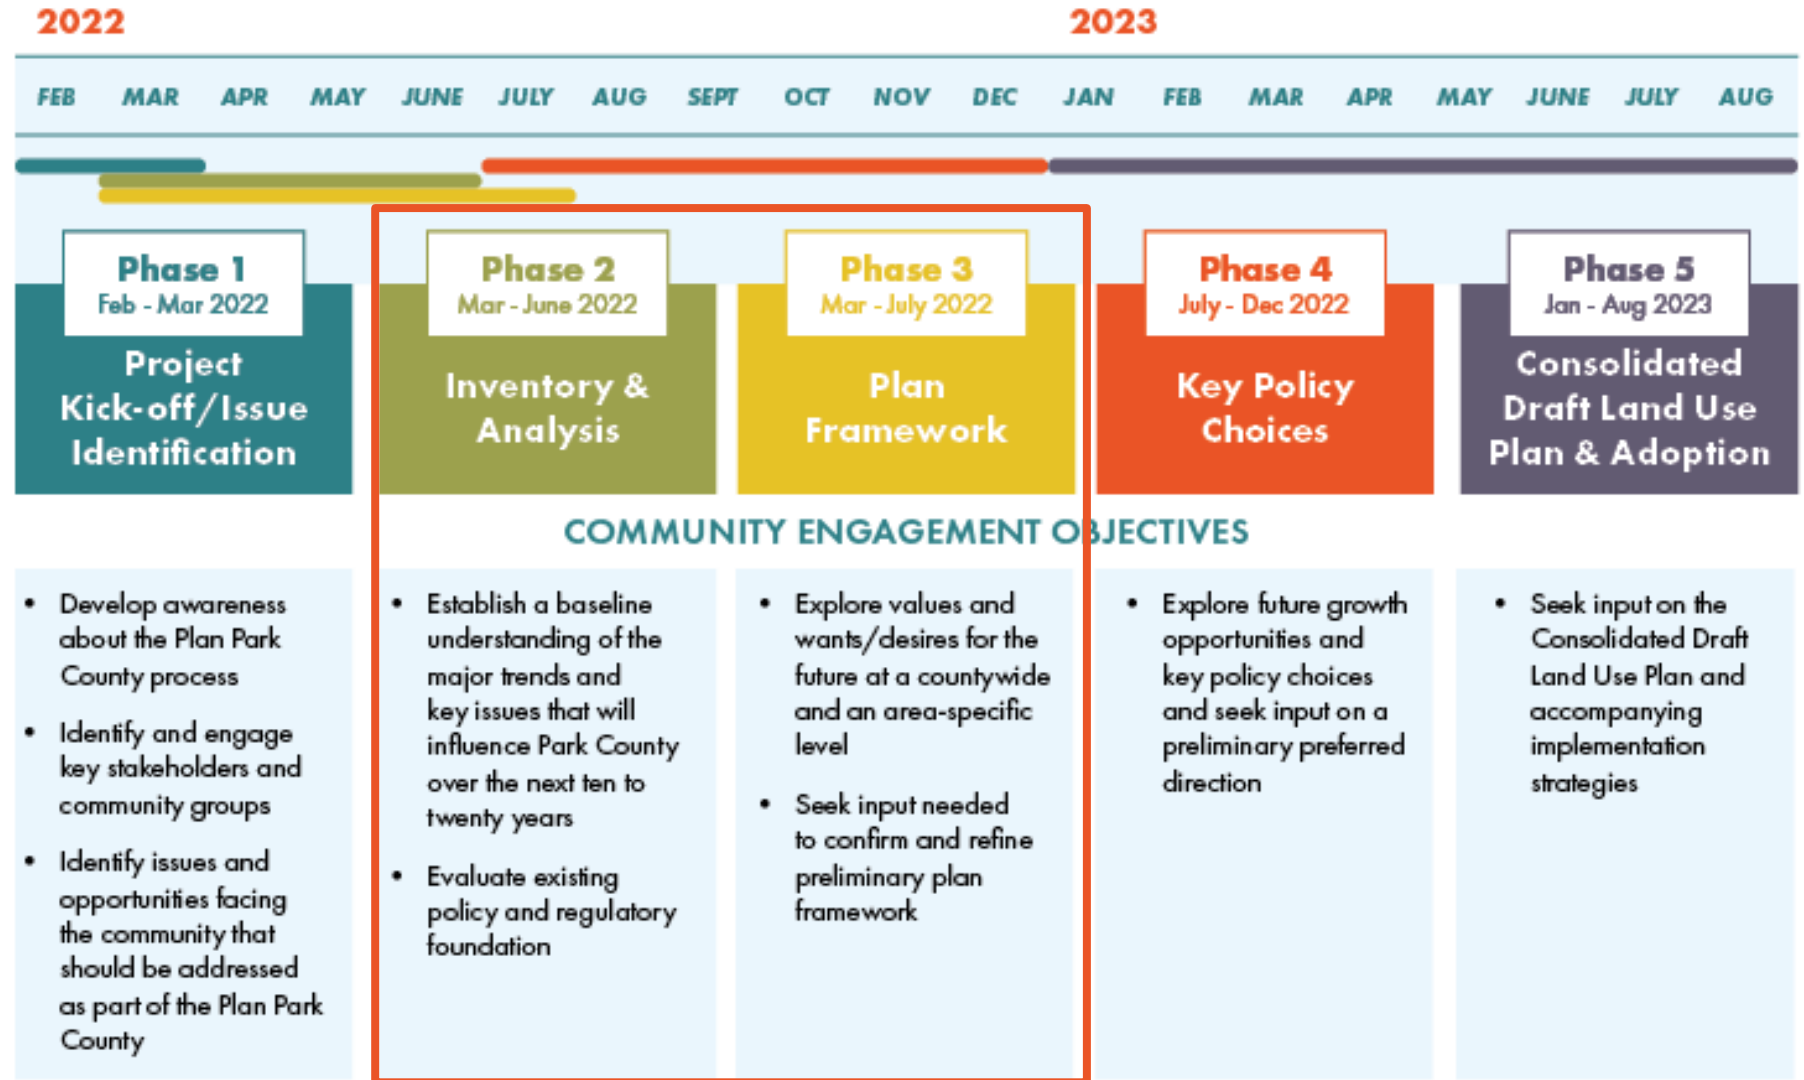 2022
2023
FEB MAR APR MAY JUNE JULY AUG SEPT OCT NOV DEC JAN FEB MAR APR MAY JUNE JULY AUG
Phase 1
Feb - Mar 2022
Project
Kick-off/Issue
Identification
Phase 2
Mar - June 2022
Inventory &
Analysis
Phase 3
Mar - July 2022
Plan
Framework
Phase 4
July - Dec 2022
Key Policy
Choices
Phase 5
Jan - Aug 2023
Consolidated
Draft Land Use
Plan & Adoption
COMMUNITY ENGAGEMENT OBJECTIVES
• Develop awareness
about the Plan Park
County process
• Identify and engage
key stakeholders and
community groups
• Identify issues and
opportunities facing
the community that
should be addressed
as part of the Plan Park
County
• Establish a baseline
understanding of the
major trends and
key issues that will
influence Park County
over the next ten to
twenty years
• Evaluate existing
policy and regulatory
foundation
• Explore values and
wants/desires for the
future at a countywide
and an area-specific
level
• Seek input needed
to confirm and refine
preliminary plan
framework
• Explore future growth
opportunities and
key policy choices
and seek input on a
preliminary preferred
direction
• Seek input on the
Consolidated Draft
Land Use Plan and
accompanying
implementation
strategies